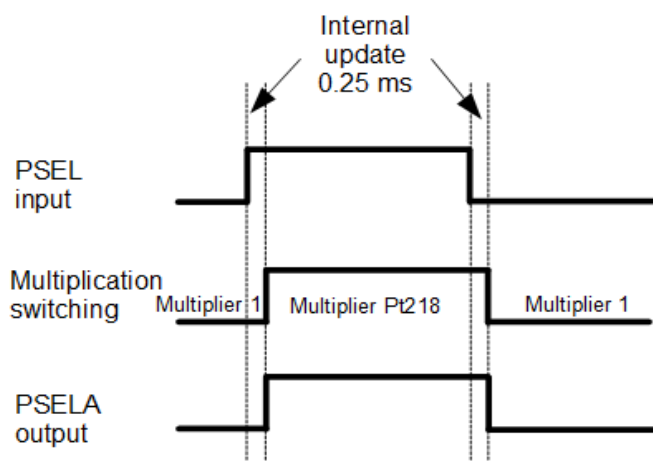 Internal
update
0.25 ms
PSEL
input
Multiplication
switching
Multiplier 1
Multiplier Pt218
Multiplier 1
PSELA
output